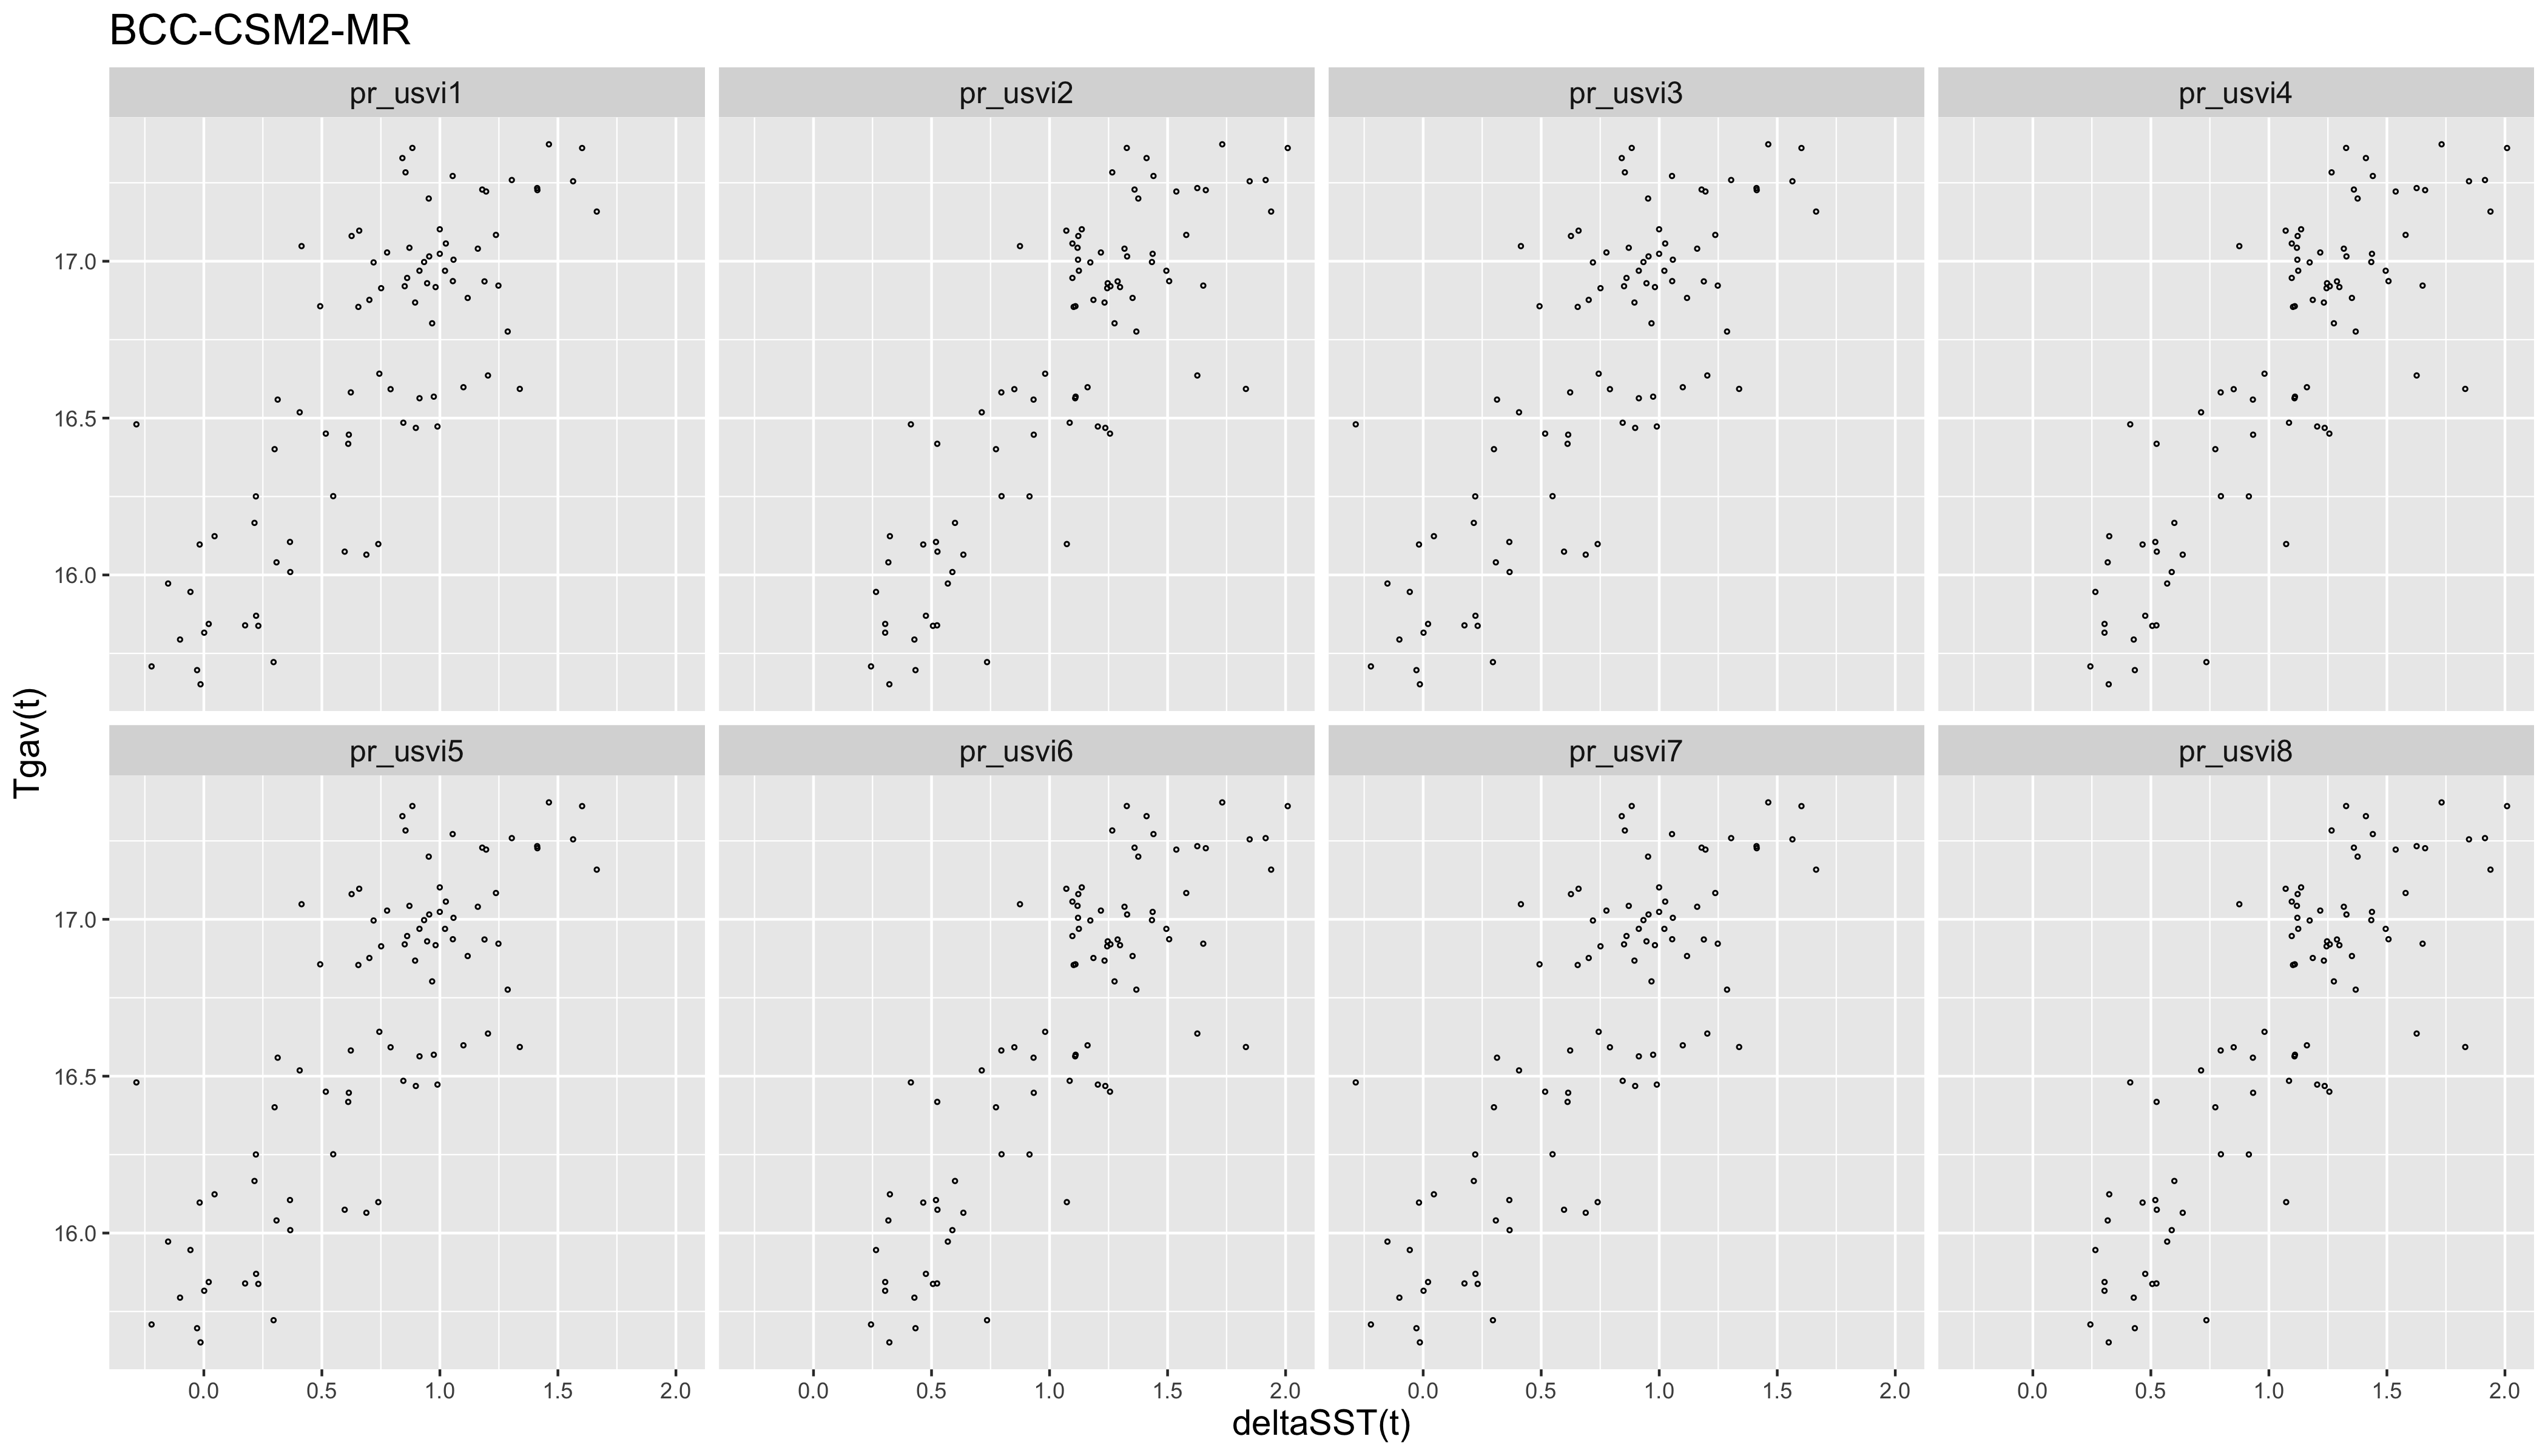 BCC-CSM2-MR
pr_usvi1 pr_usvi2 pr_usvi3 pr_usvi4
17.0
16.5
16.0
Tgav(t)
pr_usvi5 pr_usvi6 pr_usvi7 pr_usvi8
17.0
16.5
16.0
0.0 0.5 1.0 1.5 2.0 0.0 0.5 1.0 1.5 2.0 0.0 0.5 1.0 1.5 2.0 0.0 0.5 1.0 1.5 2.0
deltaSST(t)